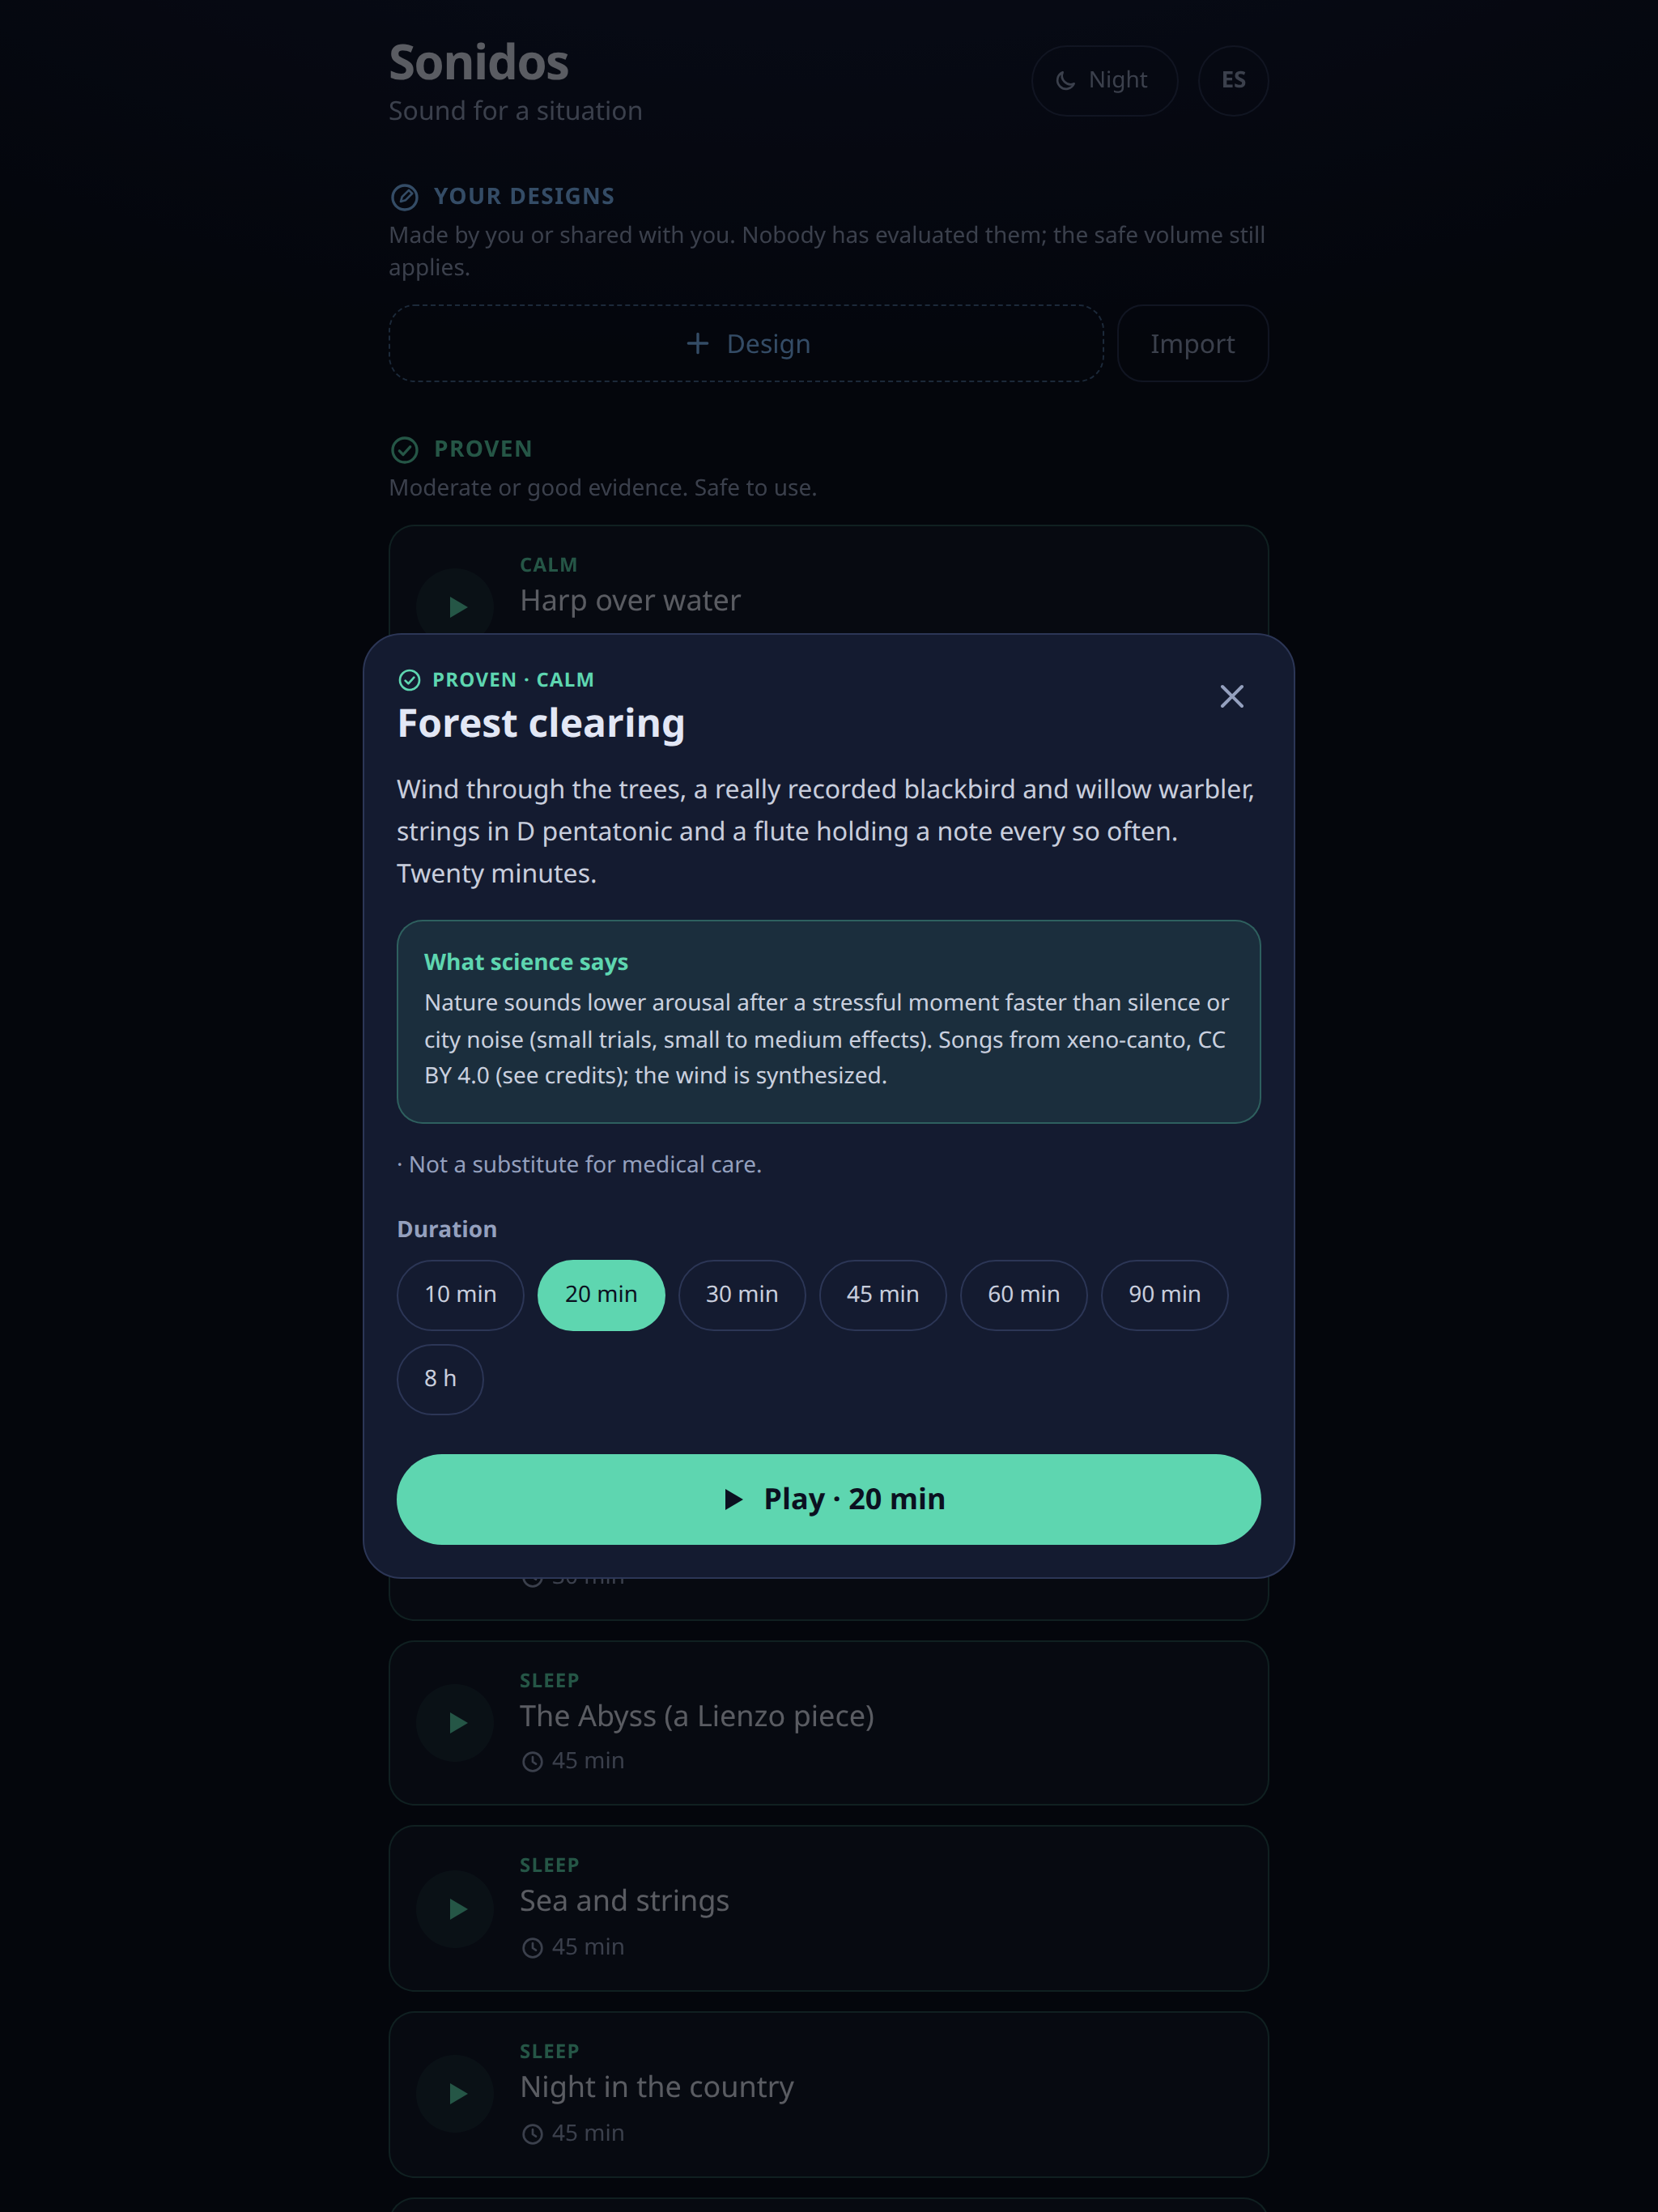 Sonidos
Sound for a situation
Night
ES
YOUR DESIGNS
Made by you or shared with you. Nobody has evaluated them; the safe volume still
applies.
Design
Import
PROVEN
Moderate or good evidence. Safe to use.
CALM
Harp over water
PROVEN · CALM
Forest clearing
Wind through the trees, a really recorded blackbird and willow warbler,
strings in D pentatonic and a flute holding a note every so often.
Twenty minutes.
What science says
Nature sounds lower arousal after a stressful moment faster than silence or
city noise (small trials, small to medium effects). Songs from xeno-canto, CC
BY 4.0 (see credits); the wind is synthesized.
· Not a substitute for medical care.
Duration
10 min
20 min
30 min
45 min
60 min
90 min
8 h
Play · 20 min
SLEEP
The Abyss (a Lienzo piece)
45 min
SLEEP
Sea and strings
45 min
SLEEP
Night in the country
45 min